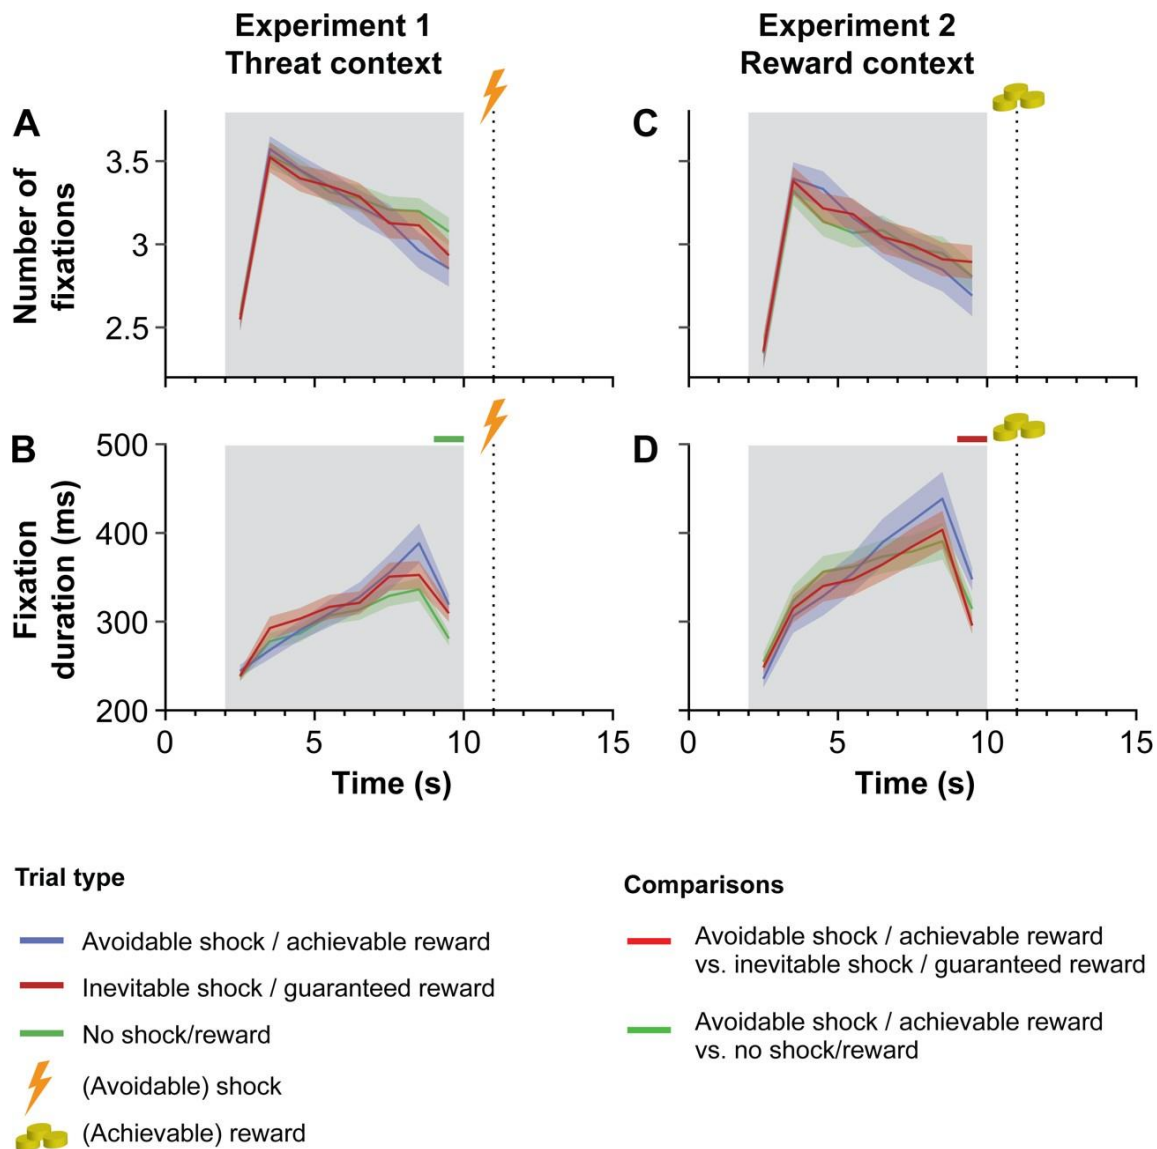 Experiment 1
Threat context
Experiment 2
Reward context
A
C
Number of
fixations
3.5
3
2.5
B
D
Fixation
duration (ms)
500
400
300
200
0
5
10
15
0
5
10
15
Time (s)
Time (s)
Trial type
Avoidable shock / achievable reward
Inevitable shock / guaranteed reward
No shock/reward
(Avoidable) shock
(Achievable) reward
Comparisons
Avoidable shock / achievable reward
vs. inevitable shock / guaranteed reward
Avoidable shock / achievable reward
vs. no shock/reward